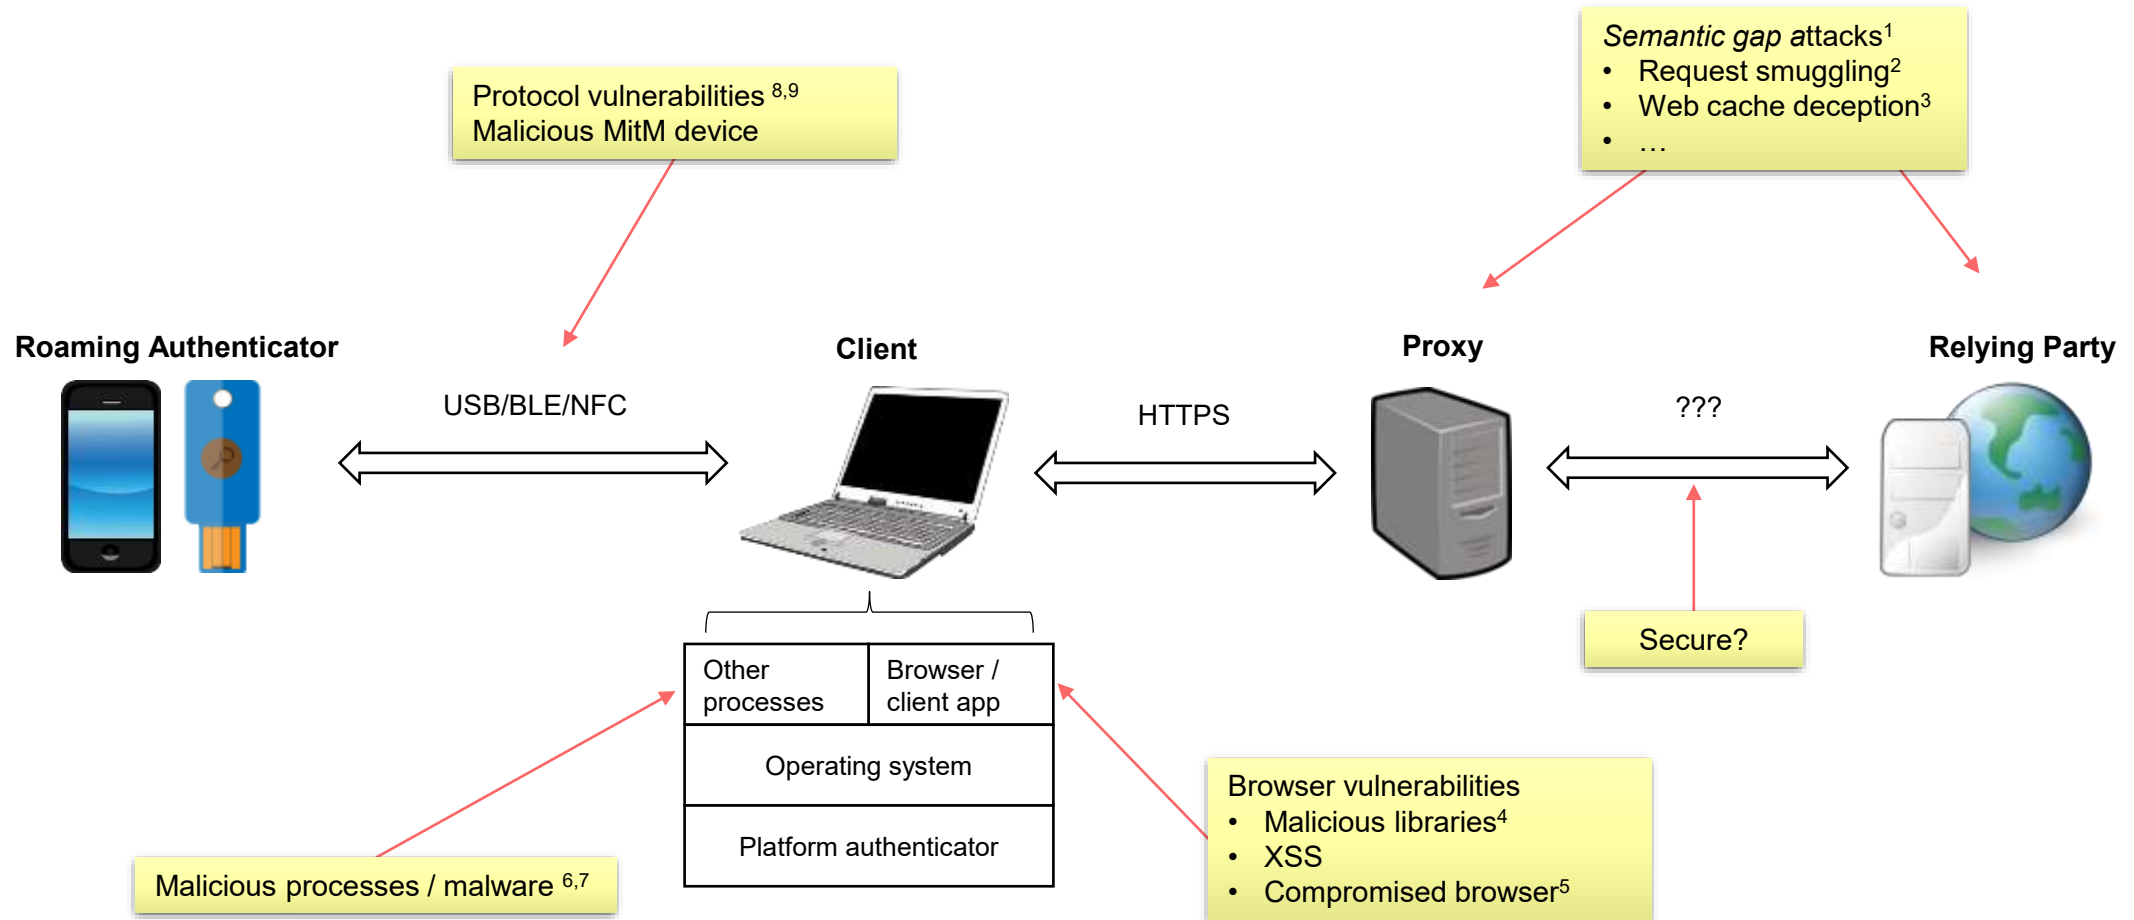 Semantic gap attacks1
• Request smuggling2
• Web cache deception3
• …
Protocol vulnerabilities 8,9
Malicious MitM device
Roaming Authenticator
Client
Proxy
Relying Party
USB/BLE/NFC
HTTPS
???
Secure?
Other
processes
Browser /
client app
Operating system
Platform authenticator
Browser vulnerabilities
• Malicious libraries4
• XSS
• Compromised browser5
Malicious processes / malware 6,7